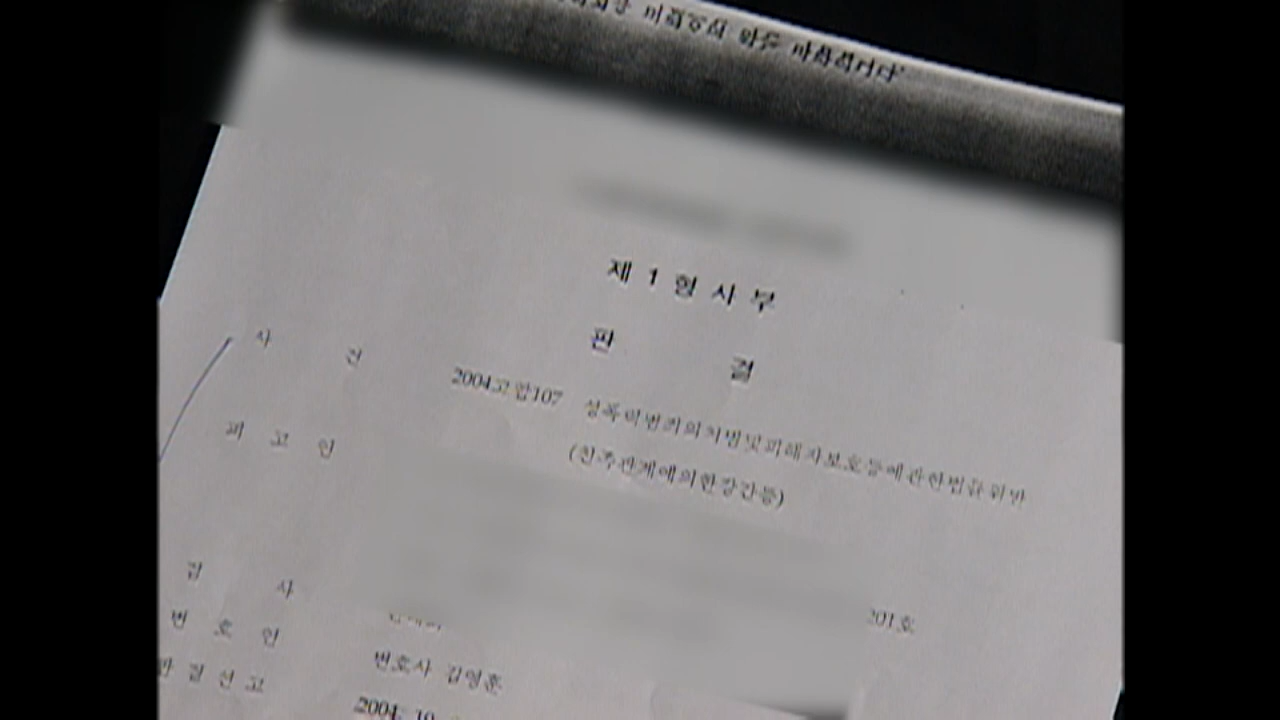 제 1 형 사 부
판 결
사 건 2004고합107 성폭력범죄의처벌및피해자보호등에관한법률위반
(친족관계에의한강간등)
피 고 인
201호
검 사
변 호 인 변호사 김영훈
판 결 선 고 2004. 10